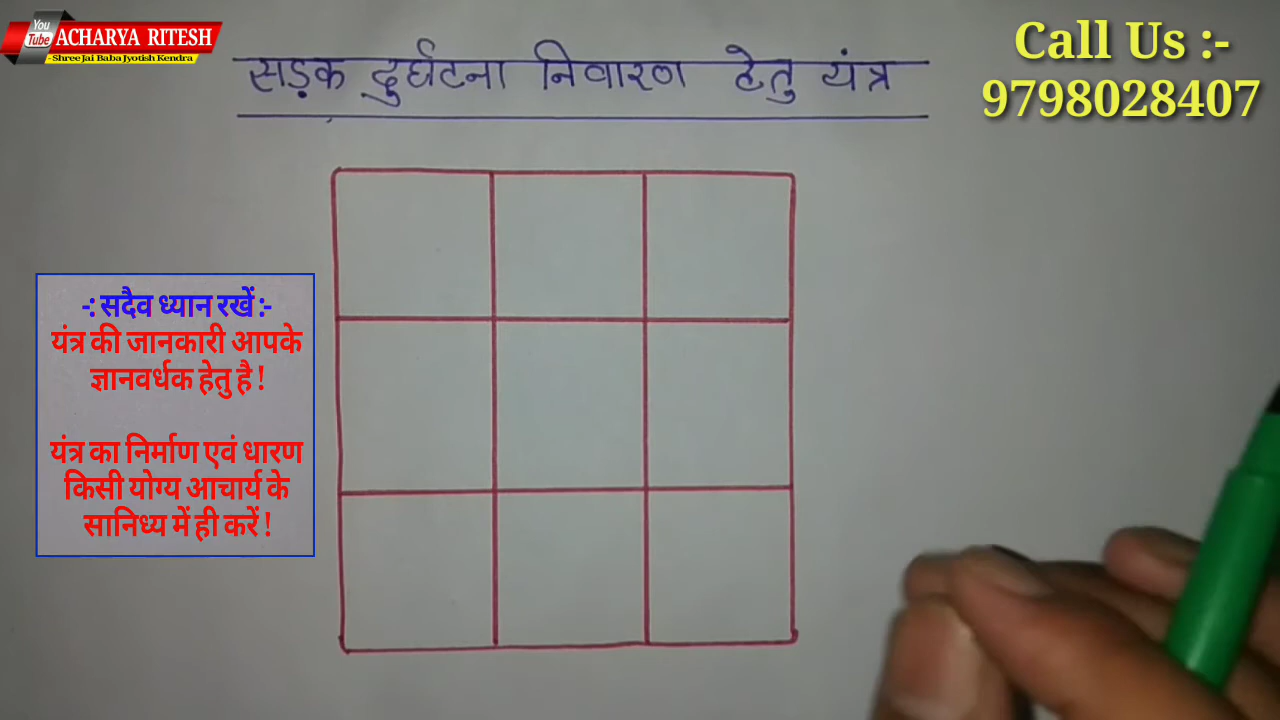 You
Tube
ACHARYA RITESH
- Shree Jai Baba Jyotish Kendra
सड़क दुर्घटना निवारण हेतु यंत्र
Call Us :-
9798028407
-: सदैव ध्यान रखें :-
यंत्र की जानकारी आपके
ज्ञानवर्धक हेतु है !
यंत्र का निर्माण एवं धारण
किसी योग्य आचार्य के
सानिध्य में ही करें !